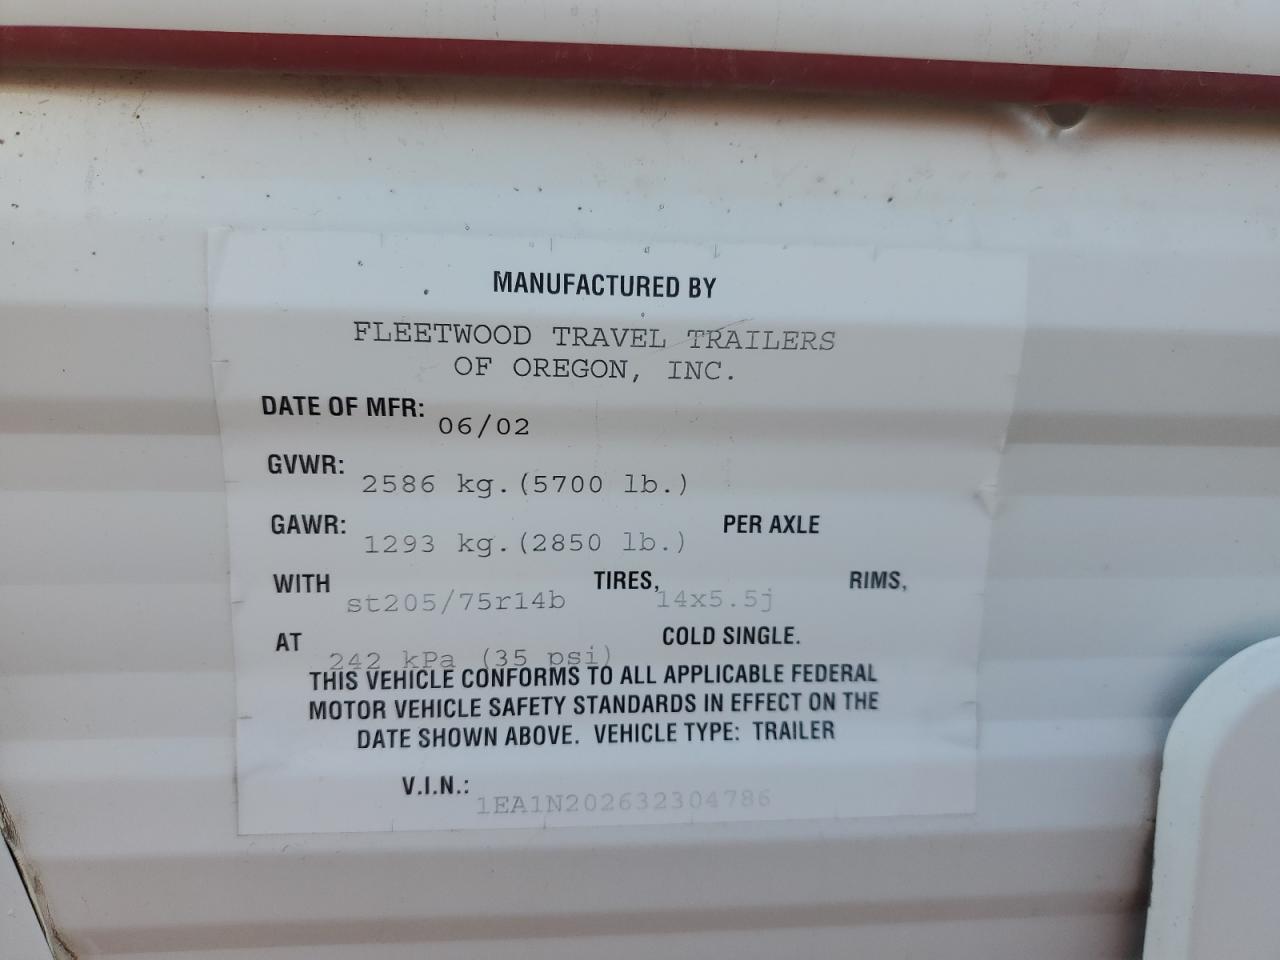 MANUFACTURED BY
FLEETWOOD TRAVEL TRAILERS
OF OREGON, INC.
DATE OF MFR: 06/02
GVWR: 2586 kg.(5700 lb.)
GAWR: 1293 kg.(2850 lb.) PER AXLE
WITH st205/75r14b TIRES, 14x5.5j RIMS,
AT 242 kPa (35 psi) COLD SINGLE.
THIS VEHICLE CONFORMS TO ALL APPLICABLE FEDERAL
MOTOR VEHICLE SAFETY STANDARDS IN EFFECT ON THE
DATE SHOWN ABOVE. VEHICLE TYPE: TRAILER
V.I.N.: 1EA1N202632304786